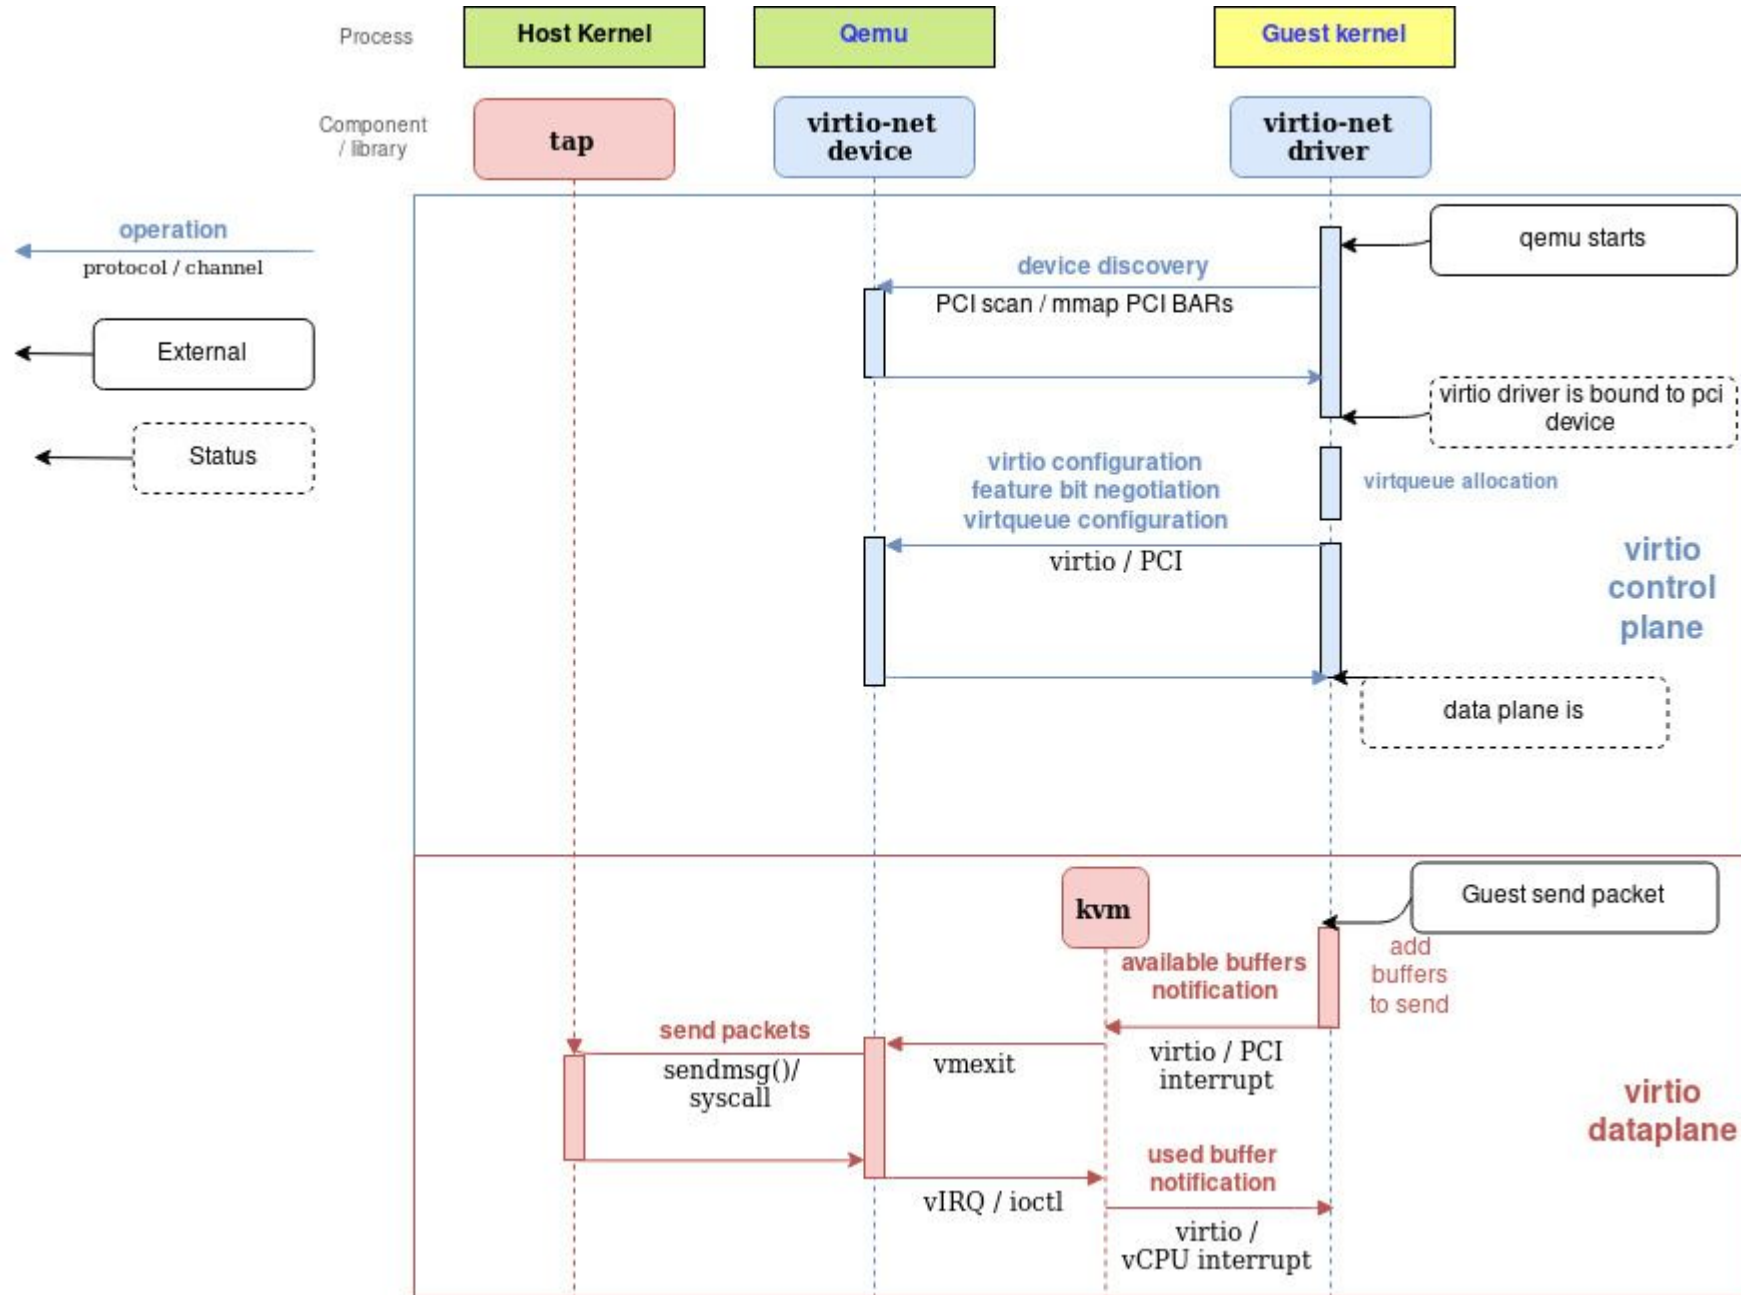 Process
Host Kernel
Qemu
Guest kernel
Component
/ library
tap
virtio-net
device
virtio-net
driver
operation
protocol / channel
External
Status
qemu starts
device discovery
PCI scan / mmap PCI BARs
virtio driver is bound to pci
device
virtio configuration
feature bit negotiation
virtqueue configuration
virtio / PCI
virtqueue allocation
virtio
control
plane
data plane is
kvm
Guest send packet
available buffers
notification
add
buffers
to send
send packets
sendmsg()/
syscall
vmexit
virtio / PCI
interrupt
virtio
dataplane
used buffer
notification
vIRQ / ioctl
virtio /
vCPU interrupt